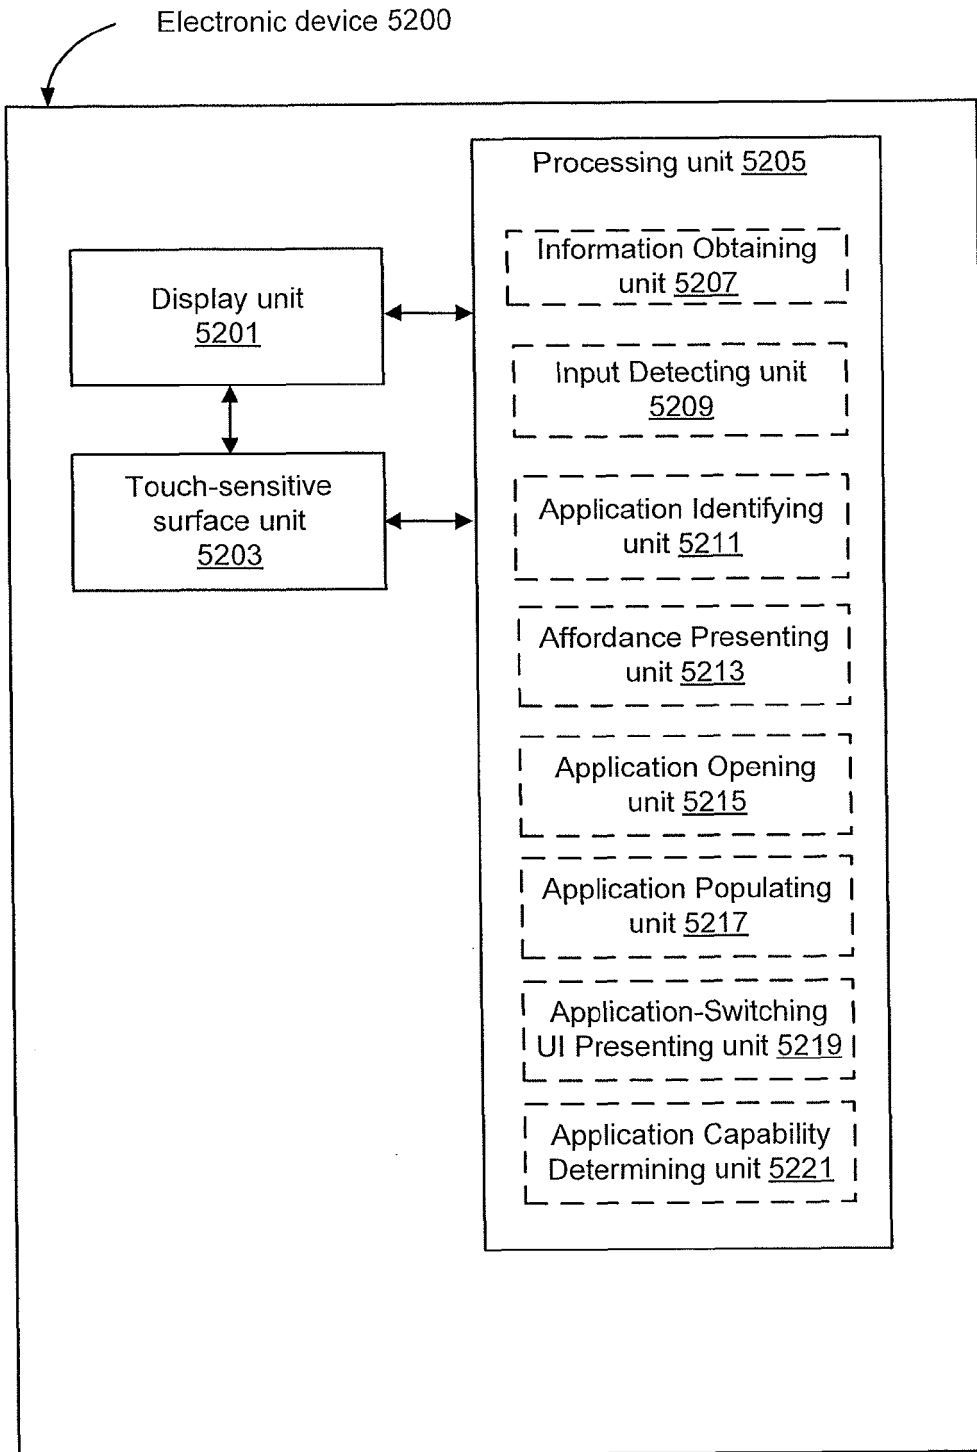 Electronic device 5200
Processing unit 5205
Information Obtaining
unit 5207
Display unit
5201
Input Detecting unit
5209
Touch-sensitive
surface unit
5203
Application Identifying
unit 5211
Affordance Presenting
unit 5213
Application Opening
unit 5215
Application Populating
unit 5217
Application-Switching
UI Presenting unit 5219
Application Capability
Determining unit 5221